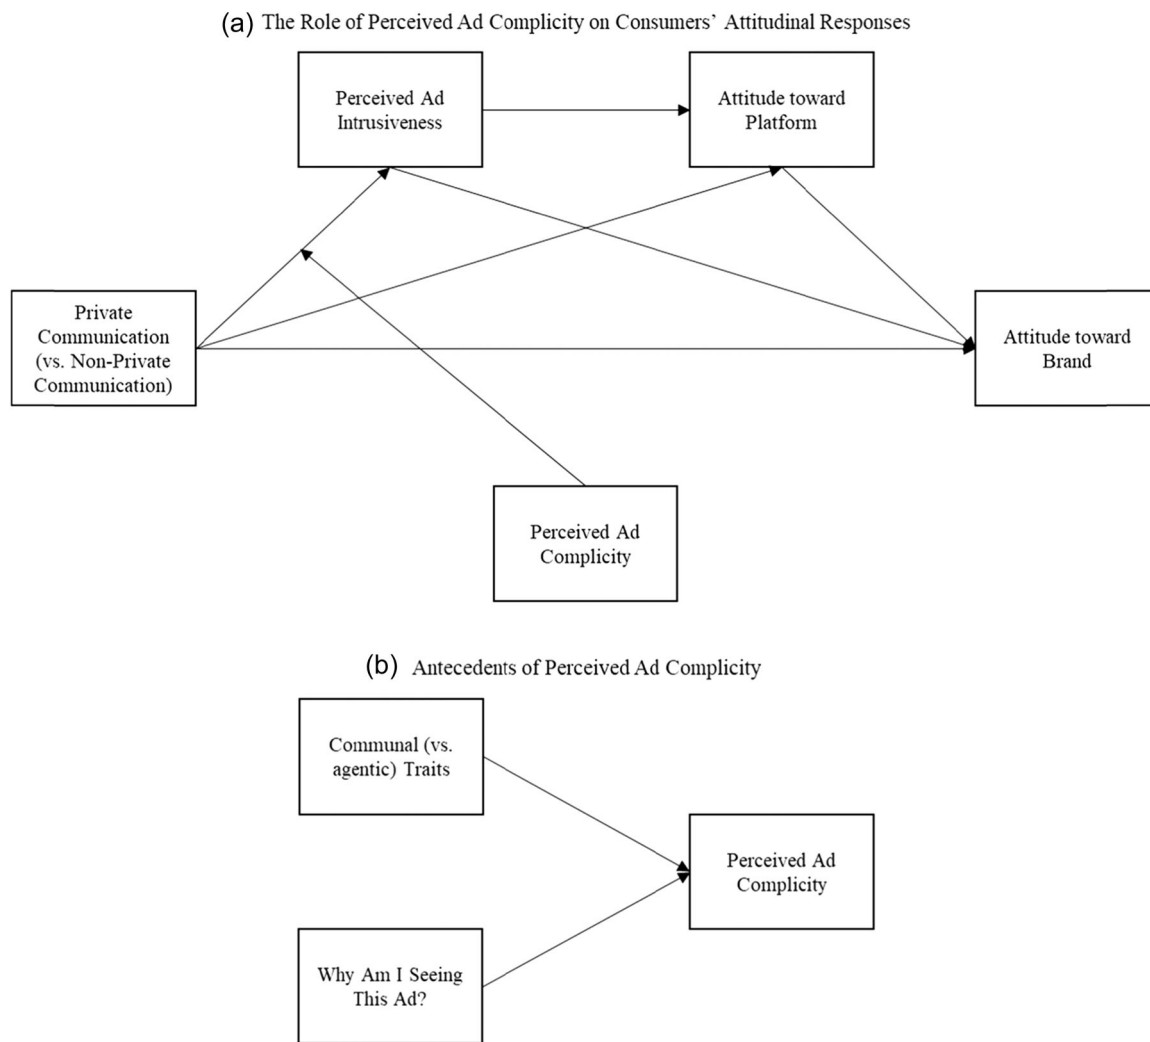 (a) The Role of Perceived Ad Complicity on Consumers’ Attitudinal Responses
Perceived Ad
Intrusiveness
Attitude toward
Platform
Private
Communication
(vs. Non-Private
Communication)
Attitude toward
Brand
Perceived Ad
Complicity
(b) Antecedents of Perceived Ad Complicity
Communal (vs.
agentic) Traits
Perceived Ad
Complicity
Why Am I Seeing
This Ad?